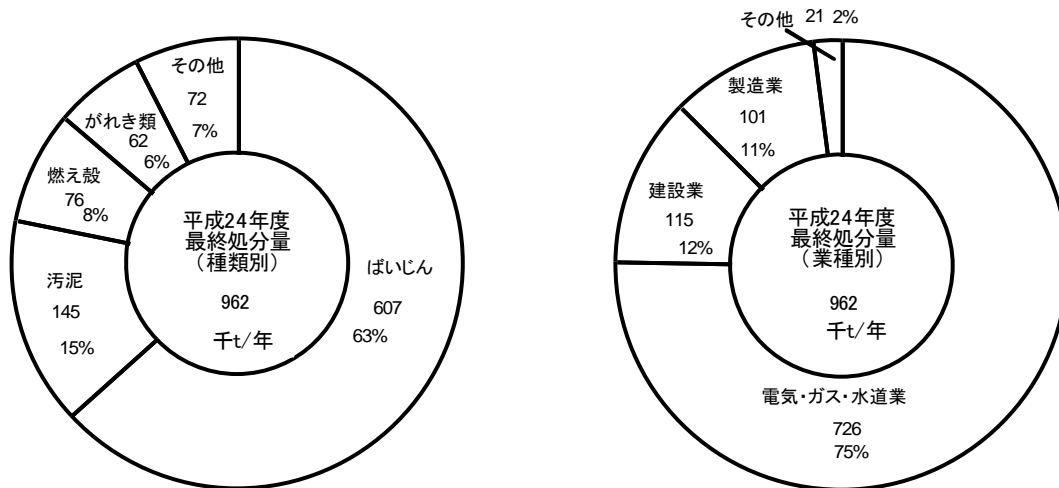 その他
72
7%
がれき類
62
6%
燃え殻
76
8%
汚泥
145
15%
平成24年度
最終処分量
(種類別)
962
千t/年
ばいじん
607
63%
その他 21 2%
製造業
101
11%
建設業
115
12%
平成24年度
最終処分量
(業種別)
962
千t/年
電気・ガス・水道業
726
75%